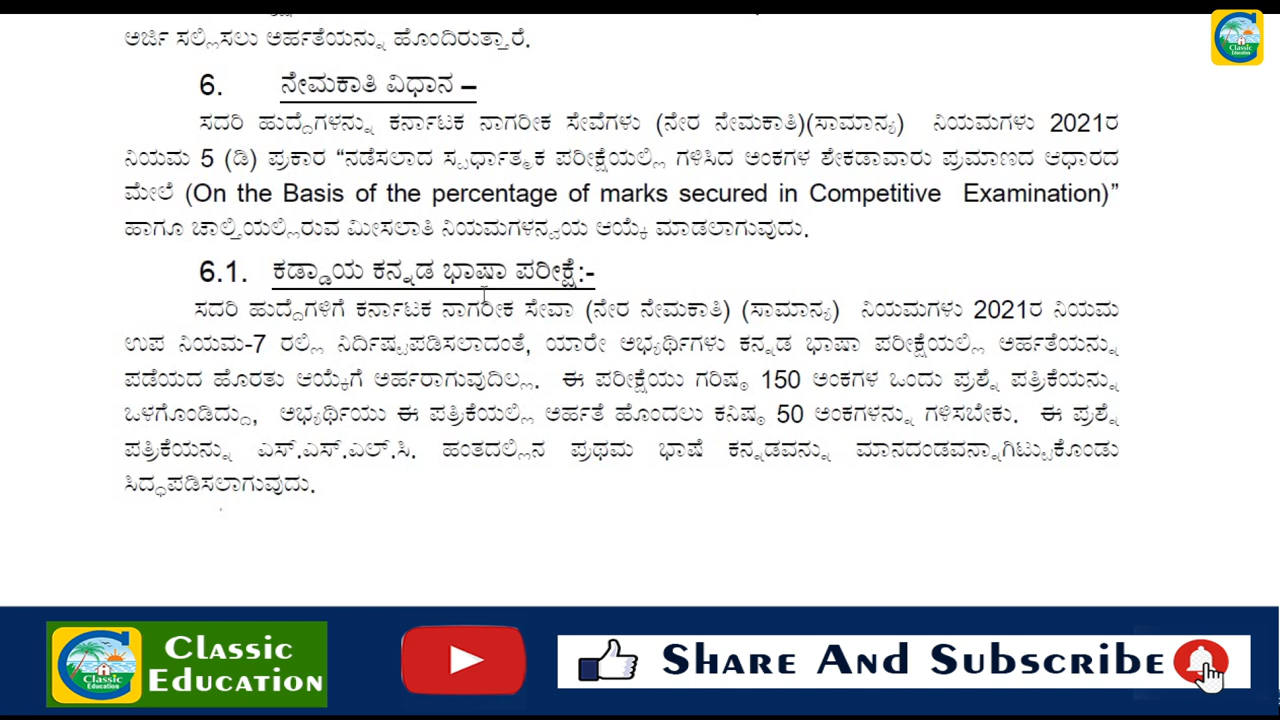 ಅರ್ಜಿ ಸಲ್ಲಿಸಲು ಅರ್ಹತೆಯನ್ನು ಹೊಂದಿರುತ್ತಾರೆ.
Classic
Education
6. ನೇಮಕಾತಿ ವಿಧಾನ –
ಸದರಿ ಹುದ್ದೆಗಳನ್ನು ಕರ್ನಾಟಕ ನಾಗರೀಕ ಸೇವೆಗಳು (ನೇರ ನೇಮಕಾತಿ)(ಸಾಮಾನ್ಯ) ನಿಯಮಗಳು 2021ರ
ನಿಯಮ 5 (ಡಿ) ಪ್ರಕಾರ “ನಡೆಸಲಾದ ಸ್ಪರ್ಧಾತ್ಮಕ ಪರೀಕ್ಷೆಯಲ್ಲಿ ಗಳಿಸಿದ ಅಂಕಗಳ ಶೇಕಡಾವಾರು ಪ್ರಮಾಣದ ಆಧಾರದ
ಮೇಲೆ (On the Basis of the percentage of marks secured in Competitive Examination)”
ಹಾಗೂ ಚಾಲ್ತಿಯಲ್ಲಿರುವ ಮೀಸಲಾತಿ ನಿಯಮಗಳನ್ವಯ ಆಯ್ಕೆ ಮಾಡಲಾಗುವುದು.
6.1. ಕಡ್ಡಾಯ ಕನ್ನಡ ಭಾಷಾ ಪರೀಕ್ಷೆ:-
ಸದರಿ ಹುದ್ದೆಗಳಿಗೆ ಕರ್ನಾಟಕ ನಾಗರೀಕ ಸೇವಾ (ನೇರ ನೇಮಕಾತಿ) (ಸಾಮಾನ್ಯ) ನಿಯಮಗಳು 2021ರ ನಿಯಮ
ಉಪ ನಿಯಮ-7 ರಲ್ಲಿ ನಿರ್ದಿಷ್ಟಪಡಿಸಲಾದಂತೆ, ಯಾರೇ ಅಭ್ಯರ್ಥಿಗಳು ಕನ್ನಡ ಭಾಷಾ ಪರೀಕ್ಷೆಯಲ್ಲಿ ಅರ್ಹತೆಯನ್ನು
ಪಡೆಯದ ಹೊರತು ಆಯ್ಕೆಗೆ ಅರ್ಹರಾಗುವುದಿಲ್ಲ. ಈ ಪರೀಕ್ಷೆಯು ಗರಿಷ್ಠ 150 ಅಂಕಗಳ ಒಂದು ಪ್ರಶ್ನೆ ಪತ್ರಿಕೆಯನ್ನು
ಒಳಗೊಂಡಿದ್ದು, ಅಭ್ಯರ್ಥಿಯು ಈ ಪತ್ರಿಕೆಯಲ್ಲಿ ಅರ್ಹತೆ ಹೊಂದಲು ಕನಿಷ್ಠ 50 ಅಂಕಗಳನ್ನು ಗಳಿಸಬೇಕು. ಈ ಪ್ರಶ್ನೆ
ಪತ್ರಿಕೆಯನ್ನು ಎಸ್.ಎಸ್.ಎಲ್.ಸಿ. ಹಂತದಲ್ಲಿನ ಪ್ರಥಮ ಭಾಷೆ ಕನ್ನಡವನ್ನು ಮಾನದಂಡವನ್ನಾಗಿಟ್ಟುಕೊಂಡು
ಸಿದ್ಧಪಡಿಸಲಾಗುವುದು.
Classic
Education
Classic
Education
Share And Subscribe